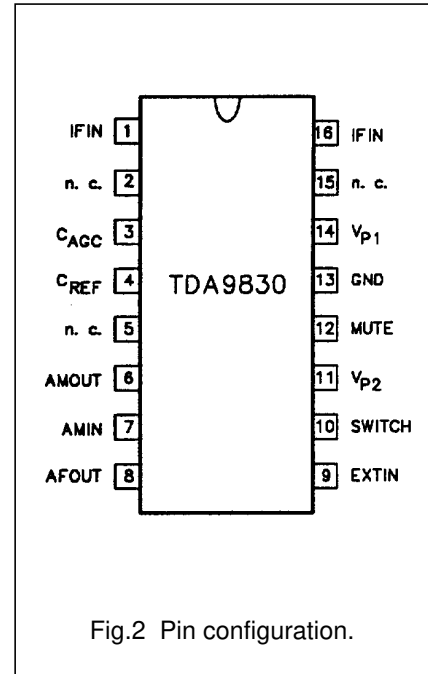 IFIN 1
n. c. 2
CAGC 3
CREF 4
n. c. 5
AMOUT 6
AMIN 7
AFOUT 8
TDA9830
16 IFIN
15 n. c.
14 VP1
13 GND
12 MUTE
11 VP2
10 SWITCH
9 EXTIN
Fig.2 Pin configuration.